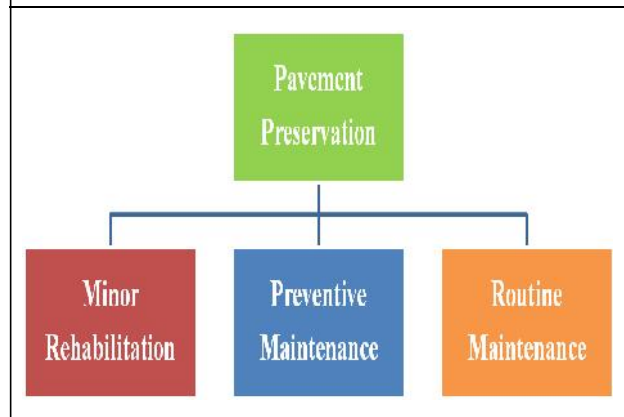 Pavement
Preservation
Minor
Rehabilitation
Preventive
Maintenance
Routine
Maintenance